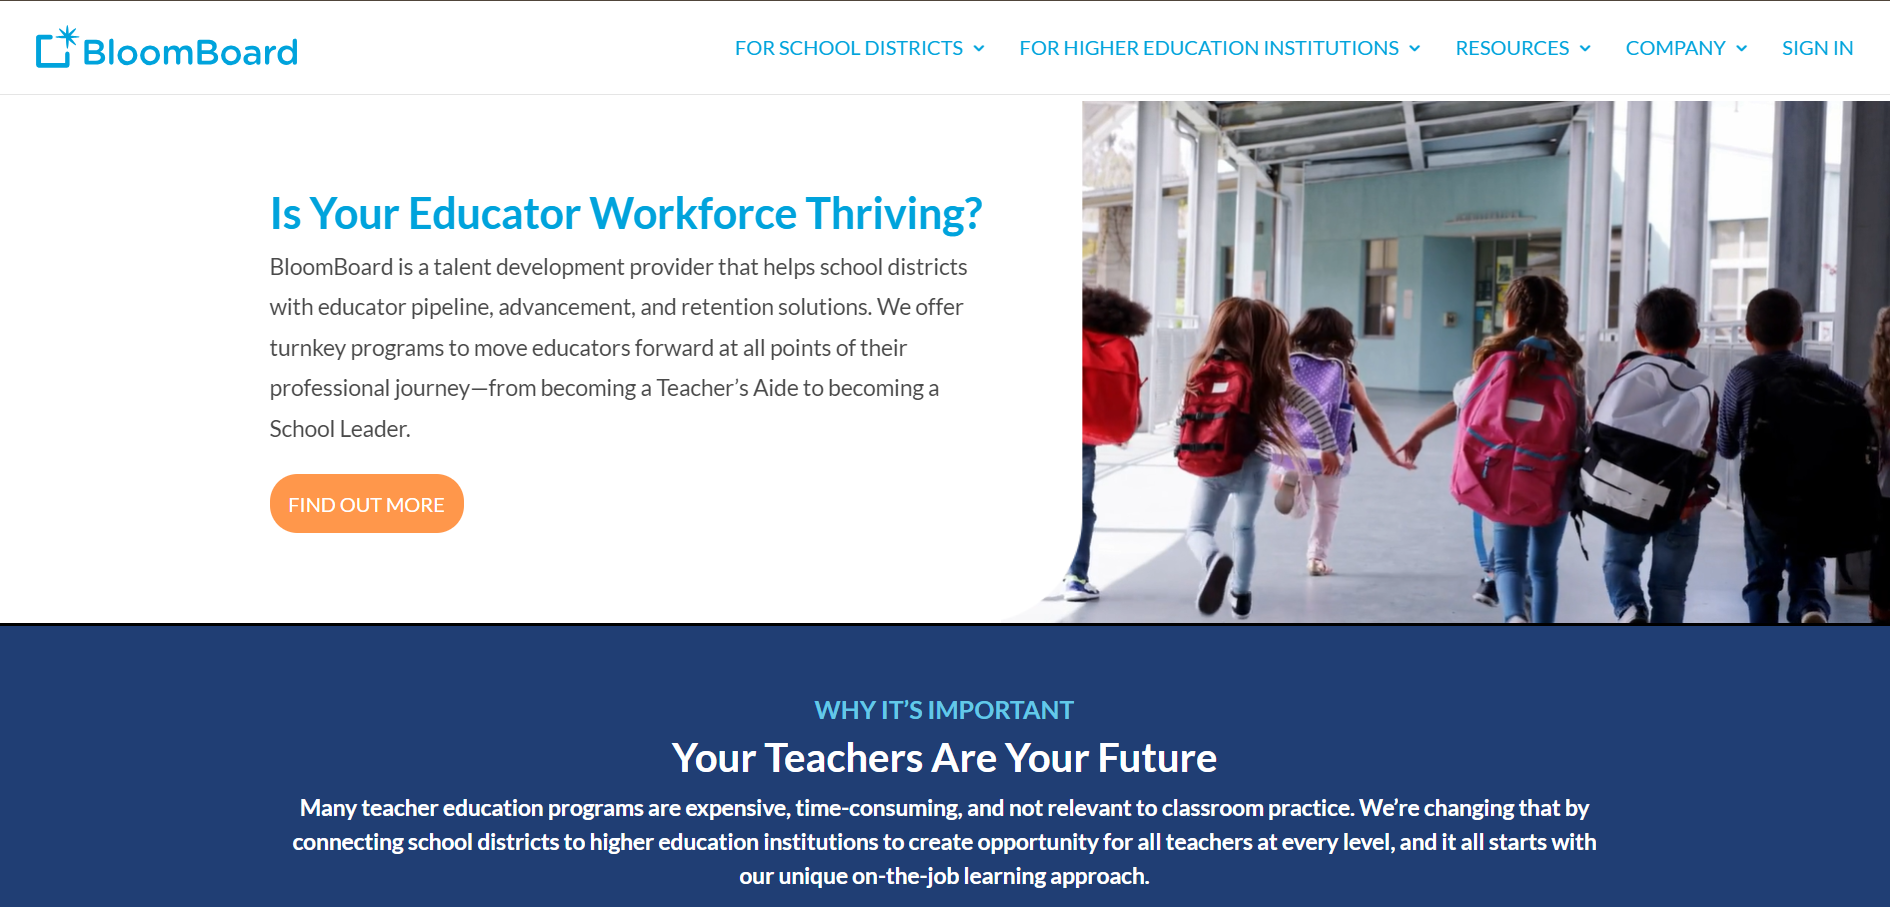 BloomBoard
FOR SCHOOL DISTRICTS
FOR HIGHER EDUCATION INSTITUTIONS
RESOURCES
COMPANY
SIGN IN
Is Your Educator Workforce Thriving?
BloomBoard is a talent development provider that helps school districts
with educator pipeline, advancement, and retention solutions. We offer
turnkey programs to move educators forward at all points of their
professional journey—from becoming a Teacher’s Aide to becoming a
School Leader.
FIND OUT MORE
WHY IT’S IMPORTANT
Your Teachers Are Your Future
Many teacher education programs are expensive, time-consuming, and not relevant to classroom practice. We’re changing that by
connecting school districts to higher education institutions to create opportunity for all teachers at every level, and it all starts with
our unique on-the-job learning approach.